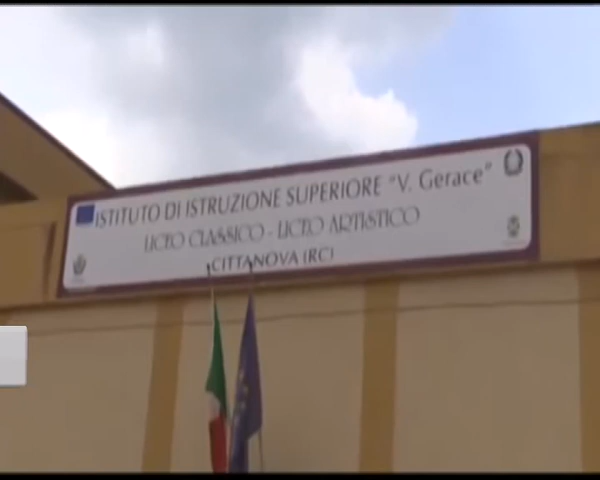 ISTITUTO DI ISTRUZIONE SUPERIORE "V. Gerace"
LICEO CLASSICO - LICEO ARTISTICO
CITTANOVA (RC)